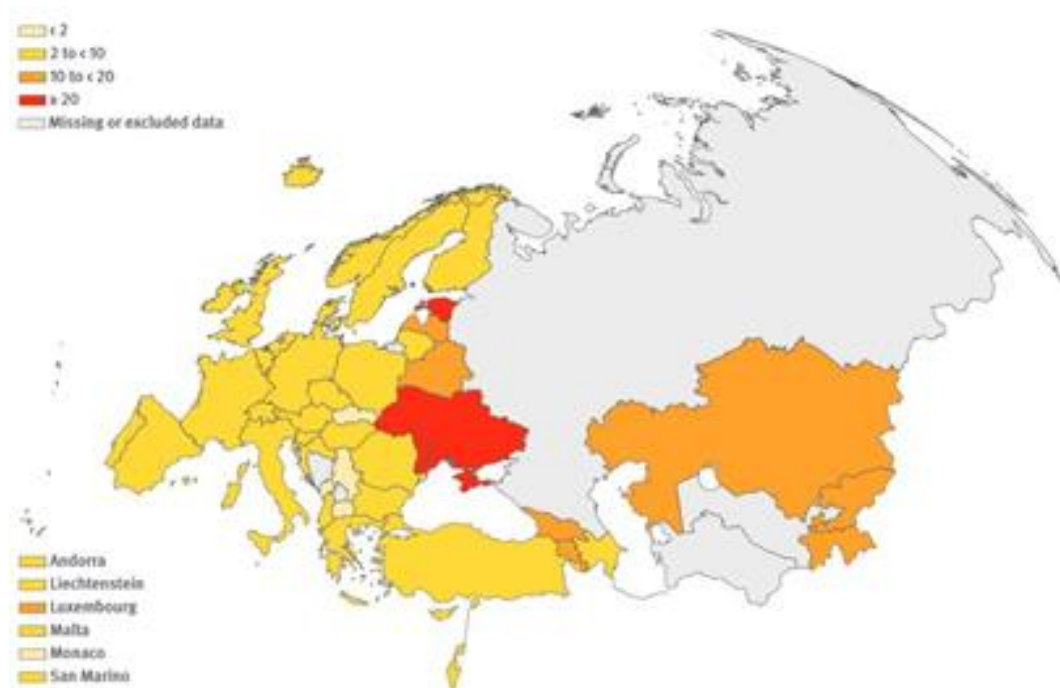 < 2
2 to < 10
10 to < 20
≥ 20
Missing or excluded data
Andorra
Liechtenstein
Luxembourg
Malta
Monaco
San Marino